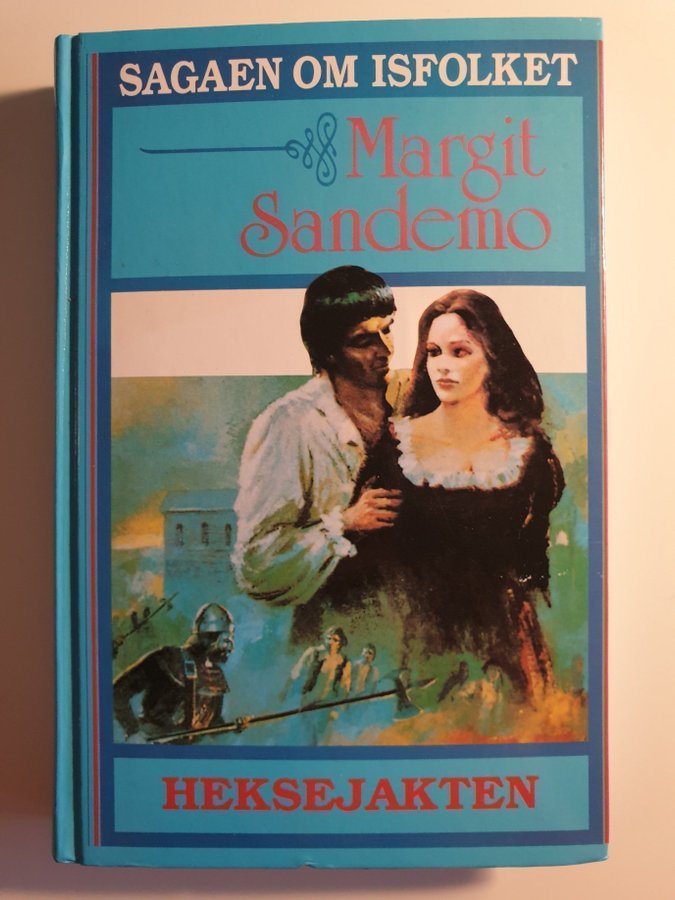 SAGAEN OM ISFOLKET
Margit
Sandemo
HEKSEJAKTEN